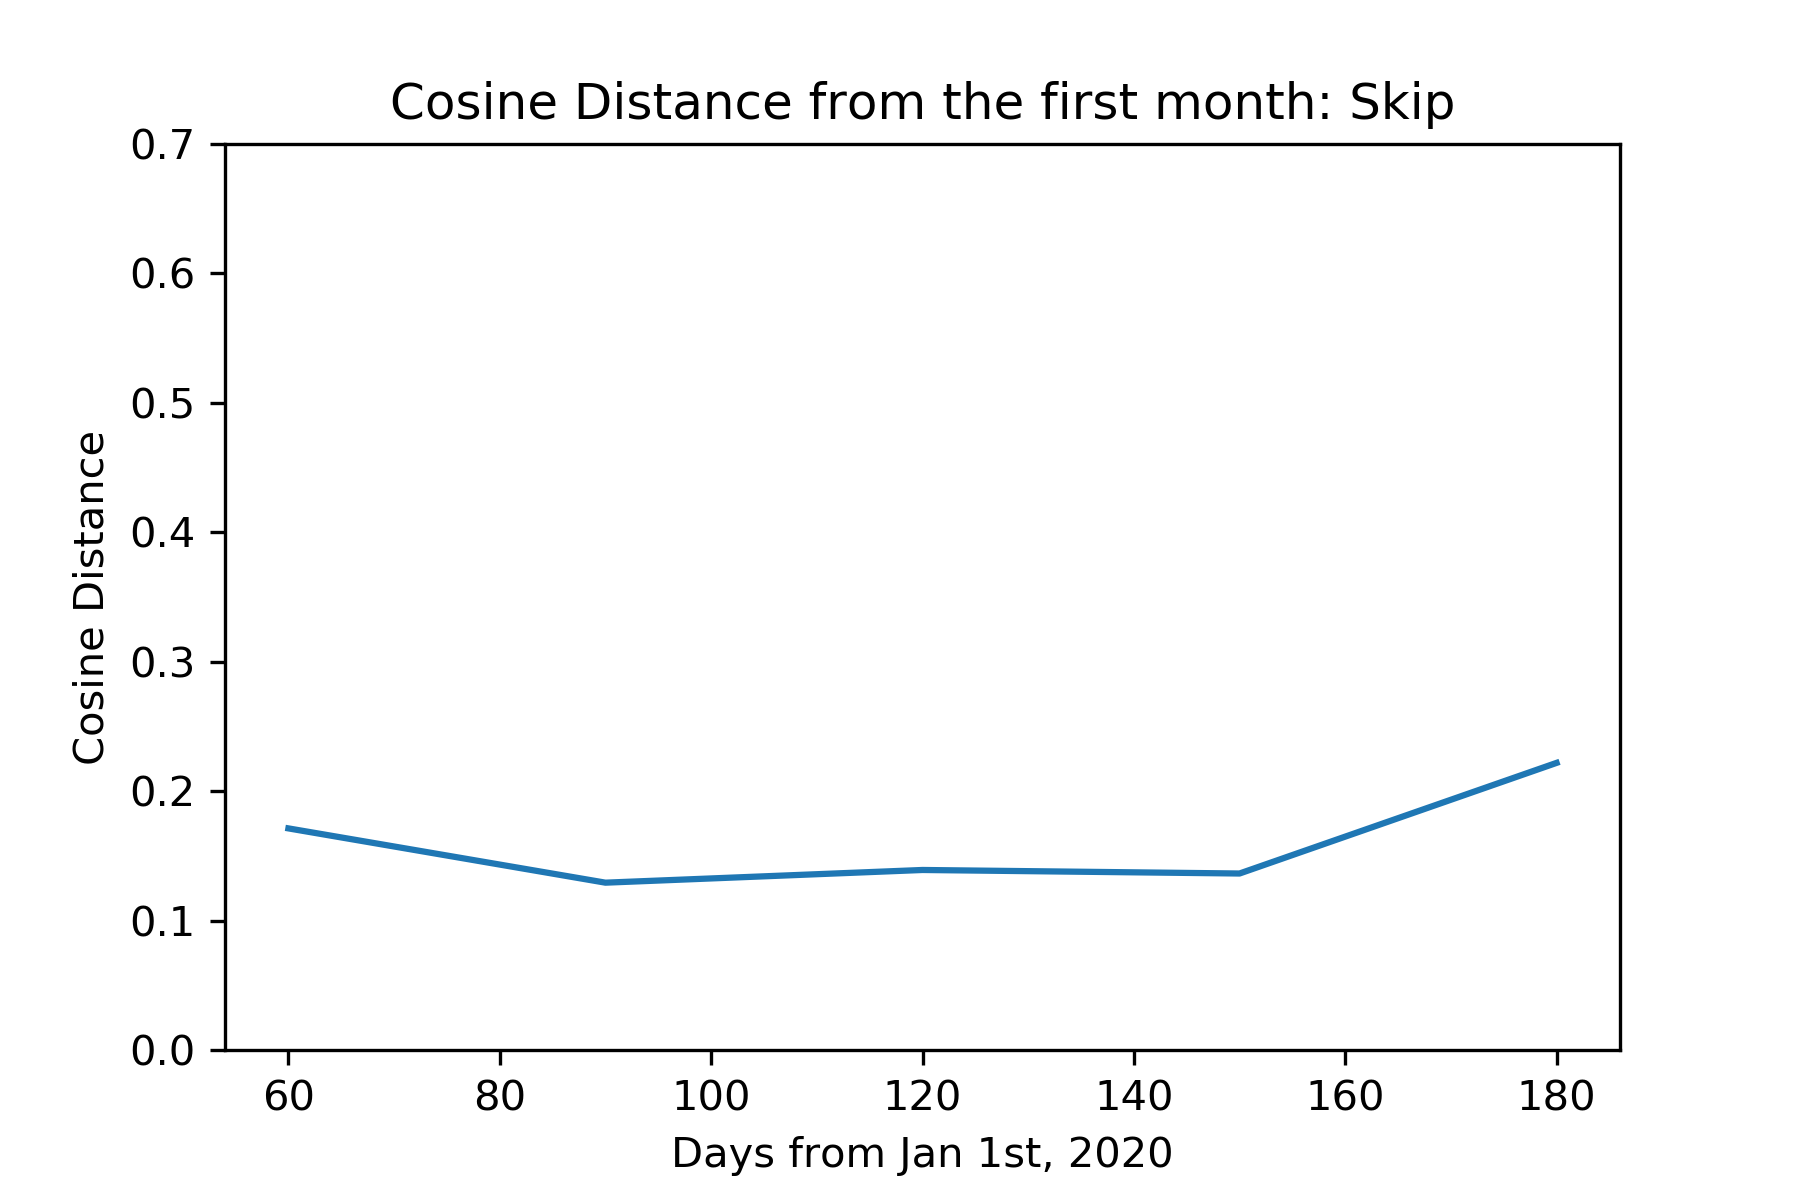 Cosine Distance from the first month: Skip
0.7
0.6
0.5
0.4
0.3
0.2
0.1
0.0
Cosine Distance
60 80 100 120 140 160 180
Days from Jan 1st, 2020